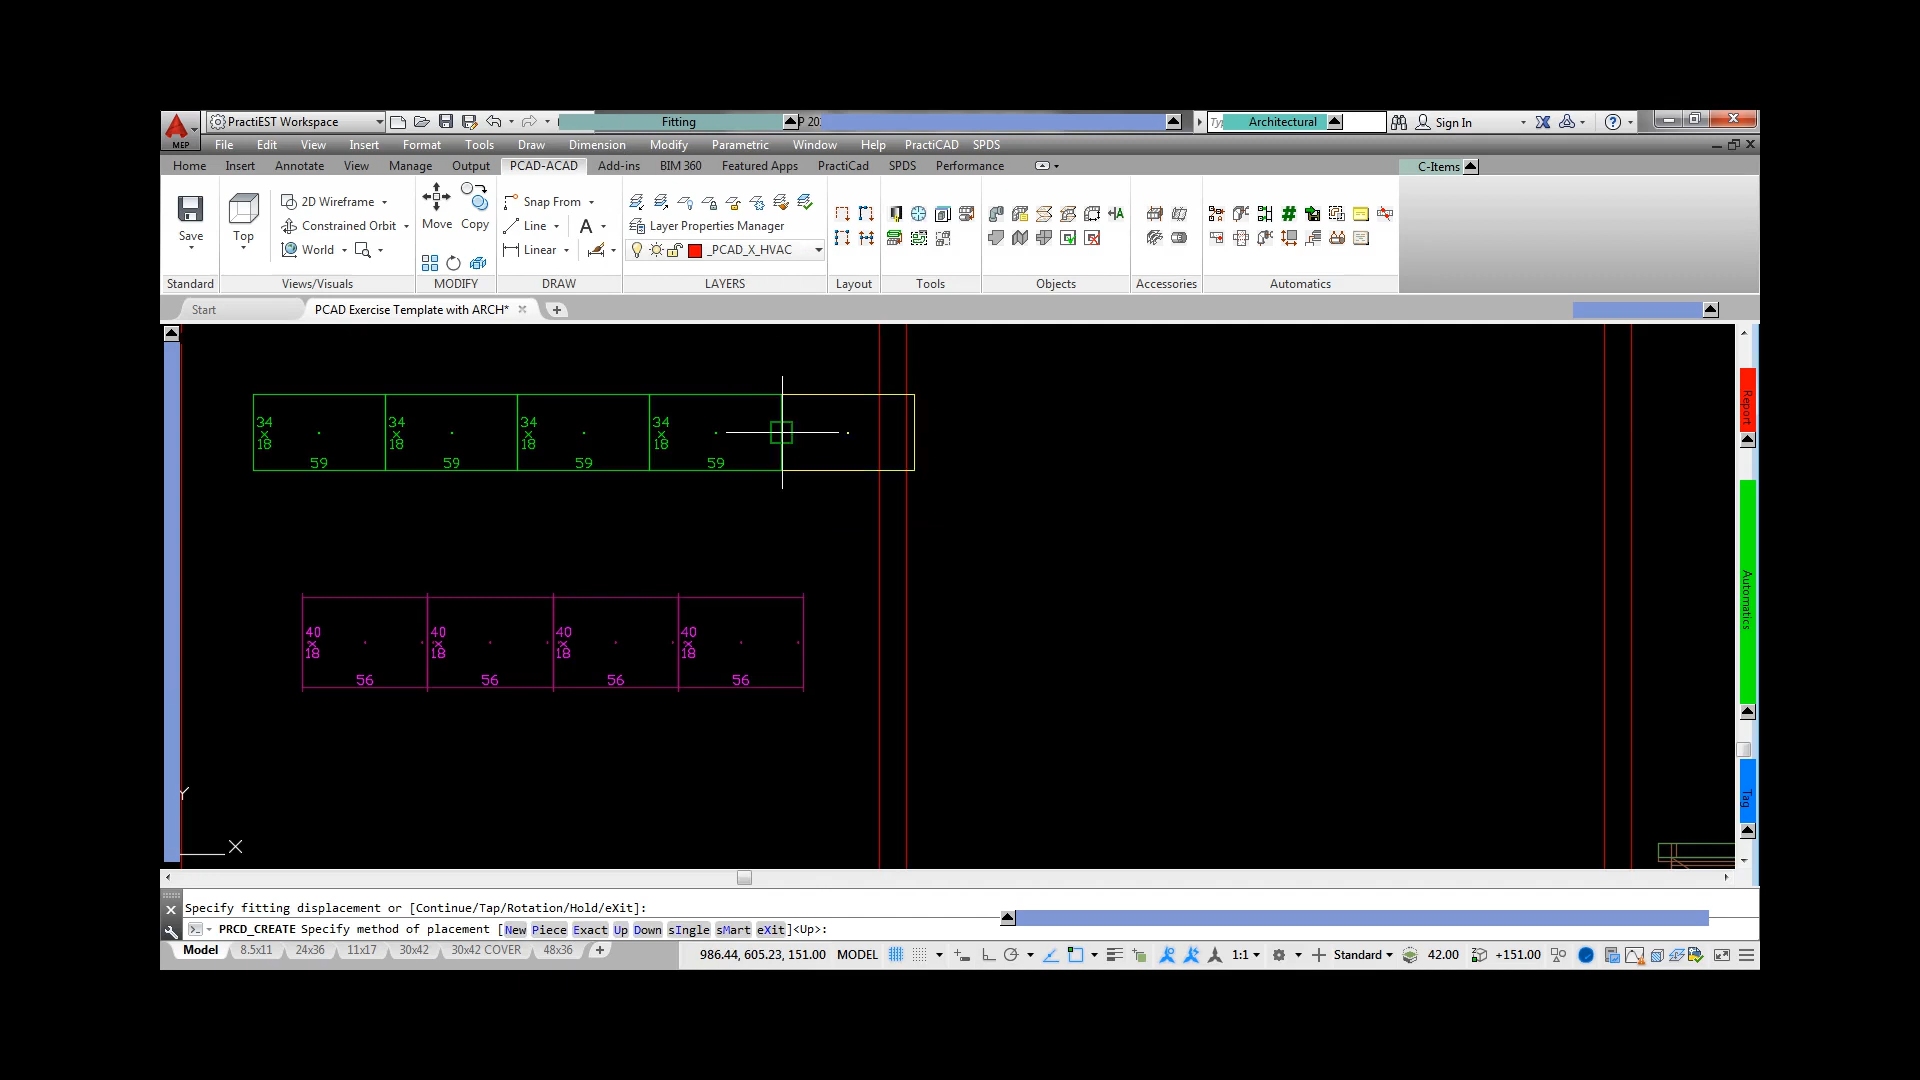 PractiEST Workspace
Fitting
P 20
Architectural
Sign In
MEP
File Edit View Insert Format Tools Draw Dimension Modify Parametric Window Help PractiCAD SPDS
Home Insert Annotate View Manage Output PCAD-ACAD Add-ins BIM 360 Featured Apps PractiCad SPDS Performance
C-Items
2D Wireframe
Snap From
Constrained Orbit
Move Copy
Line
Layer Properties Manager
Save Top
World
Linear
_PCAD_X_HVAC
Standard Views/Visuals MODIFY DRAW LAYERS Layout Tools Objects Accessories Automatics
Start PCAD Exercise Template with ARCH*
Report
34 34 34 34
X X X X
18 18 18 18
59 59 59 59
Automatics
40 40 40 40
X X X X
18 18 18 18
56 56 56 56
Tag
Y
X
Specify fitting displacement or [Continue/Tap/Rotation/Hold/eXit]:
PRCD_CREATE Specify method of placement [New Piece Exact Up Down sIngle sMart eXit]<Up>:
Model 8.5x11 24x36 11x17 30x42 30x42 COVER 48x36
986.44, 605.23, 151.00 MODEL 1:1 Standard 42.00 +151.00